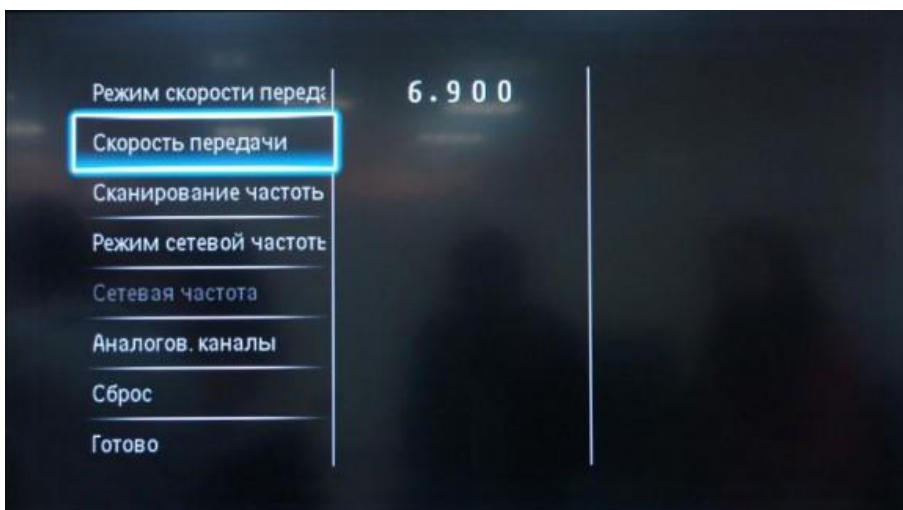 Режим скорости переда
6.900
Скорость передачи
Сканирование частоть
Режим сетевой частоть
Сетевая частота
Аналогов. каналы
Сброс
Готово